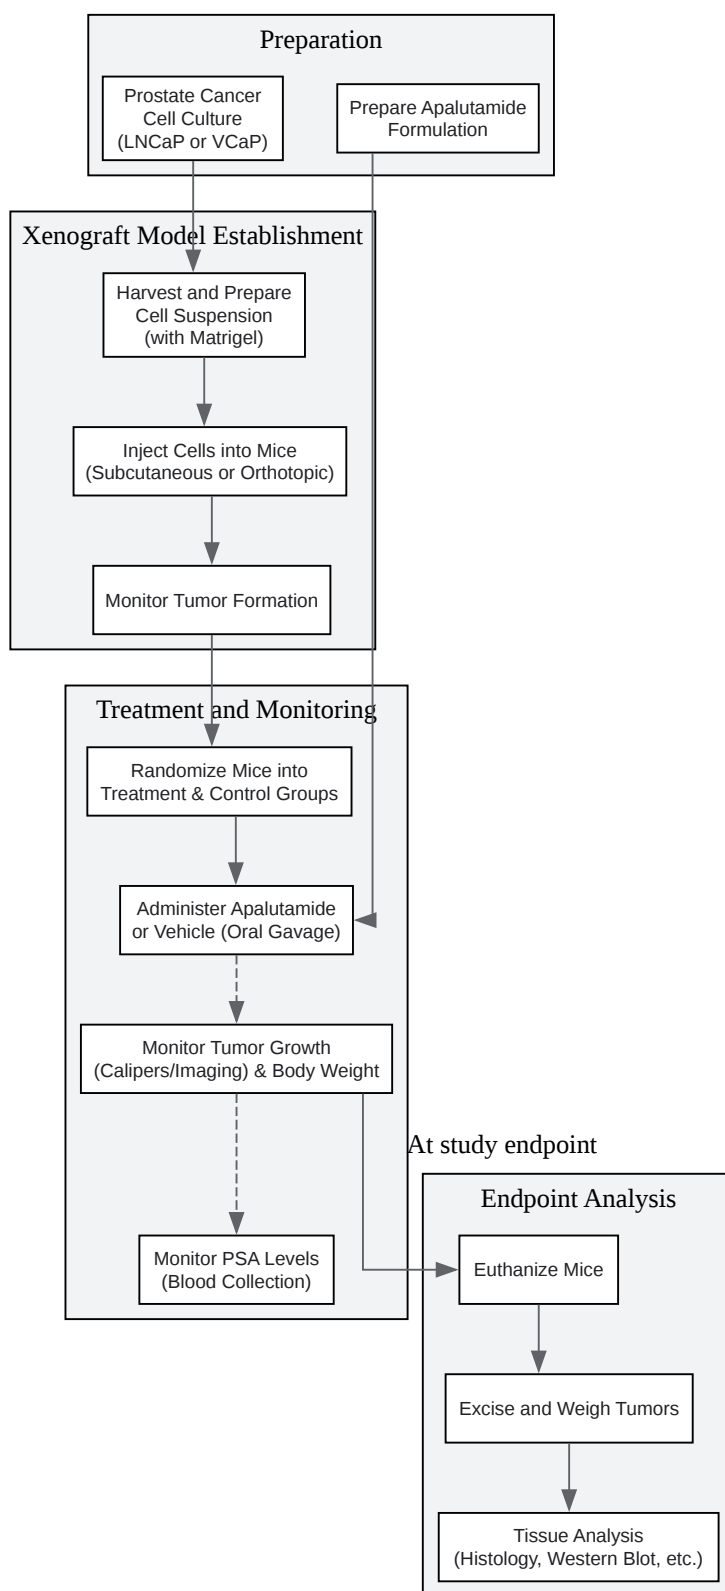 Preparation
Prostate Cancer
Cell Culture
(LNCaP or VCaP)
Prepare Apalutamide
Formulation
Xenograft Model Establishment
Harvest and Prepare
Cell Suspension
(with Matrigel)
Inject Cells into Mice
(Subcutaneous or Orthotopic)
Monitor Tumor Formation
Treatment and Monitoring
Randomize Mice into
Treatment & Control Groups
Administer Apalutamide
or Vehicle (Oral Gavage)
Monitor Tumor Growth
(Calipers/Imaging) & Body Weight
At study endpoint
Monitor PSA Levels
(Blood Collection)
Endpoint Analysis
Euthanize Mice
Excise and Weigh Tumors
Tissue Analysis
(Histology, Western Blot, etc.)